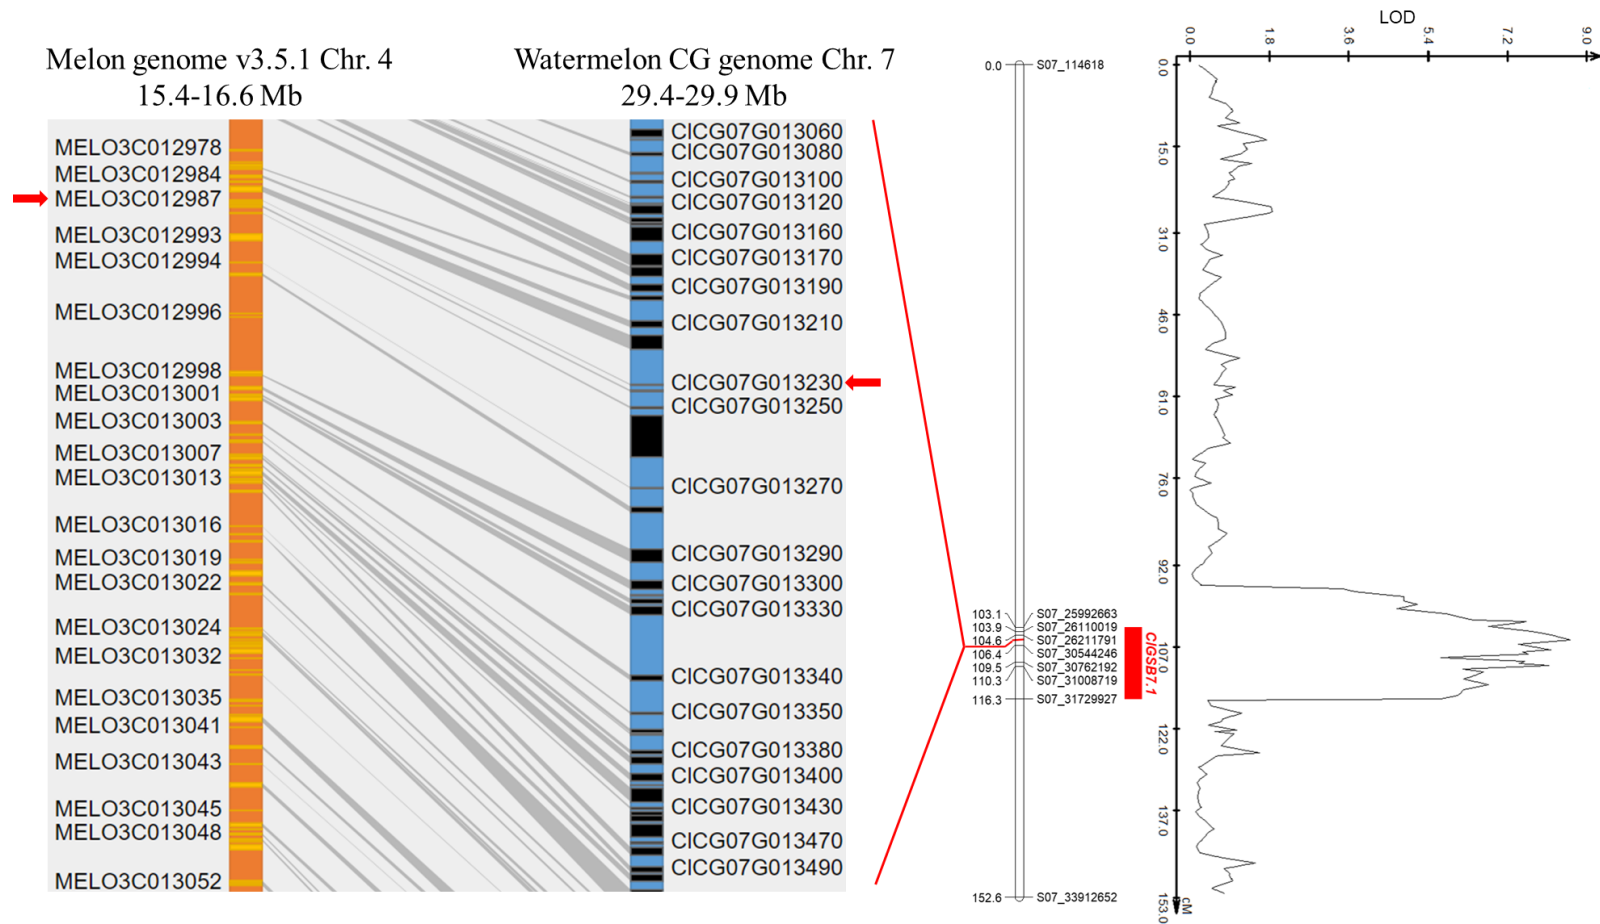 Melon genome v3.5.1 Chr. 4
15.4-16.6 Mb
Watermelon CG genome Chr. 7
29.4-29.9 Mb
MELO3C012978
MELO3C012984
MELO3C012987
MELO3C012993
MELO3C012994
MELO3C012996
MELO3C012998
MELO3C013001
MELO3C013003
MELO3C013007
MELO3C013013
MELO3C013016
MELO3C013019
MELO3C013022
MELO3C013024
MELO3C013032
MELO3C013035
MELO3C013041
MELO3C013043
MELO3C013045
MELO3C013048
MELO3C013052
ClCG07G013060
ClCG07G013080
ClCG07G013100
ClCG07G013120
ClCG07G013160
ClCG07G013170
ClCG07G013190
ClCG07G013210
ClCG07G013230
ClCG07G013250
ClCG07G013270
ClCG07G013290
ClCG07G013300
ClCG07G013330
ClCG07G013340
ClCG07G013350
ClCG07G013380
ClCG07G013400
ClCG07G013430
ClCG07G013470
ClCG07G013490
0.0 S07_114618
103.1 S07_25992663
103.9 S07_26110019
104.6 S07_26211791
106.4 S07_30544246
109.5 S07_30762192
110.3 S07_31008719
116.3 S07_31729927
152.6 S07_33912652
ClGSB7.1
LOD
0.0 1.8 3.6 5.4 7.2 9.0
0.0
15.0
31.0
46.0
61.0
76.0
92.0
107.0
122.0
137.0
153.0
cM